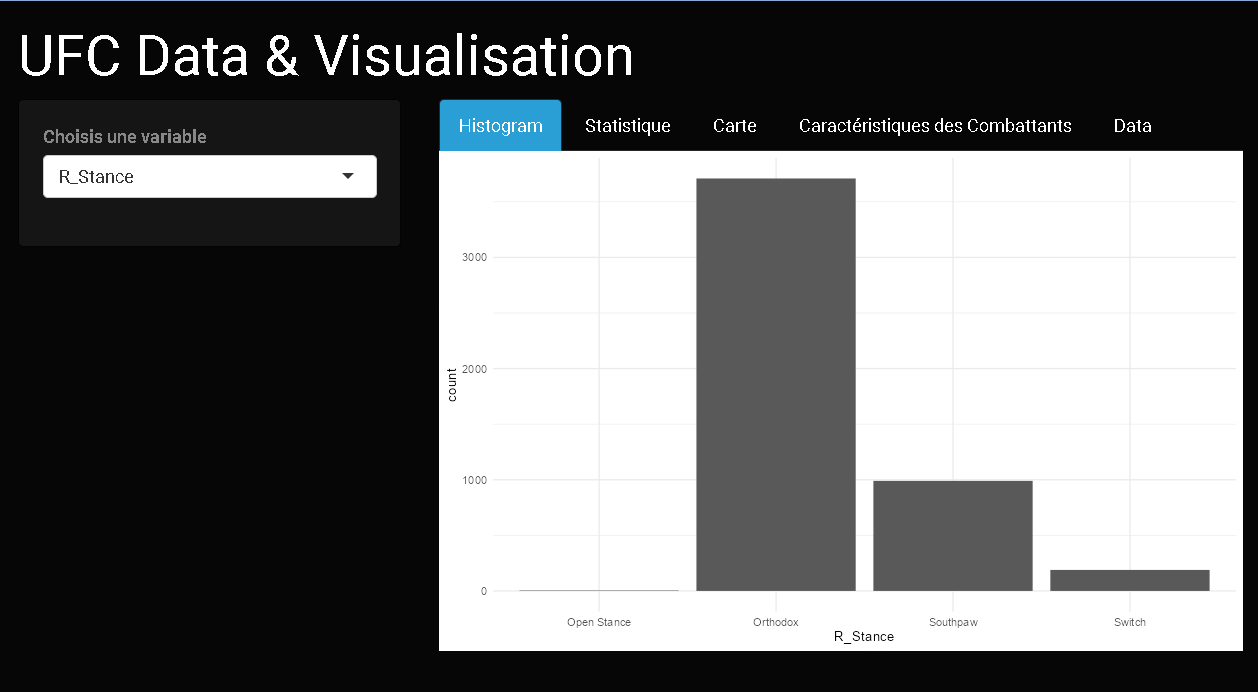 UFC Data & Visualisation
Choisis une variable
R_Stance
Histogram Statistique Carte Caractéristiques des Combattants Data
3000
2000
1000
0
count
Open Stance Orthodox Southpaw Switch
R_Stance